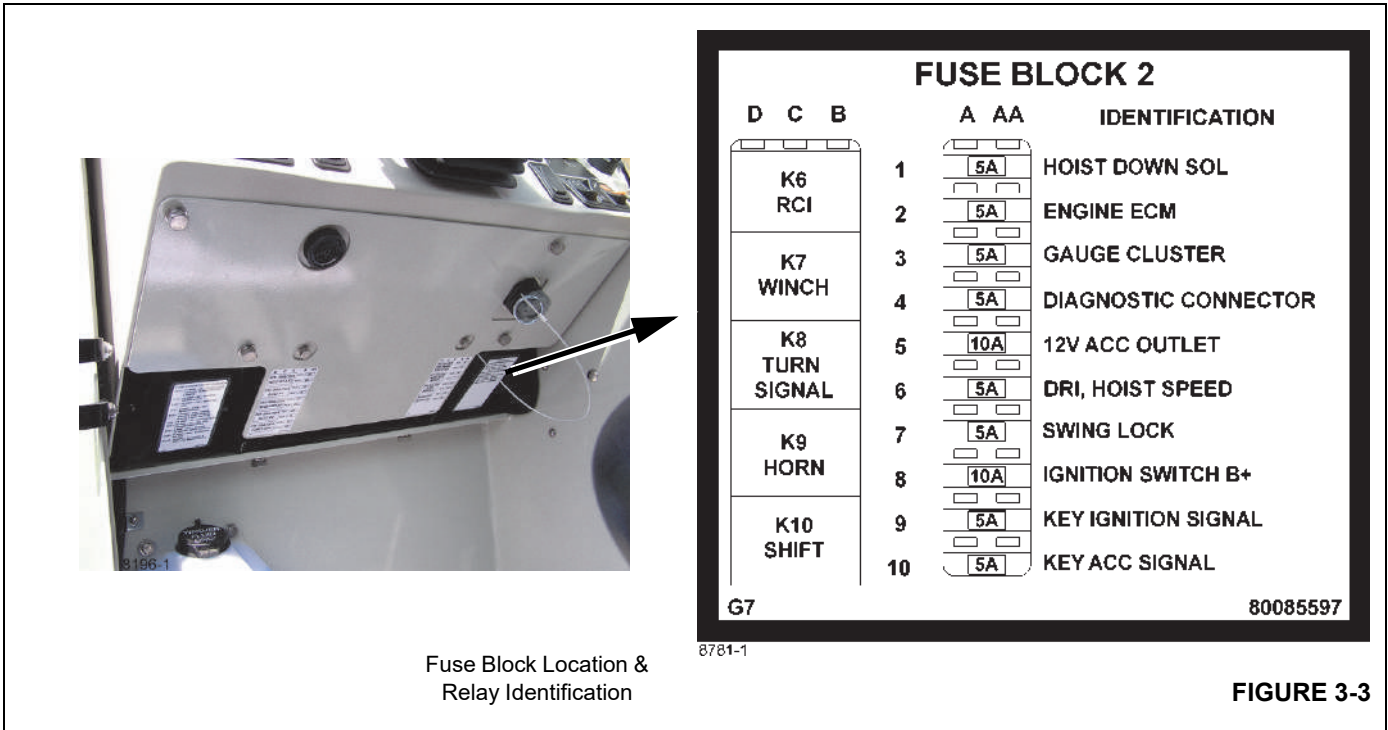 FUSE BLOCK 2
D C B
A AA
IDENTIFICATION
K6
RCI
K7
WINCH
K8
TURN
SIGNAL
K9
HORN
K10
SHIFT
1 5A HOIST DOWN SOL
2 5A ENGINE ECM
3 5A GAUGE CLUSTER
4 5A DIAGNOSTIC CONNECTOR
5 10A 12V ACC OUTLET
6 5A DRI, HOIST SPEED
7 5A SWING LOCK
8 10A IGNITION SWITCH B+
9 5A KEY IGNITION SIGNAL
10 5A KEY ACC SIGNAL
G7
80085597
8196-1
8781-1
Fuse Block Location &
Relay Identification
FIGURE 3-3